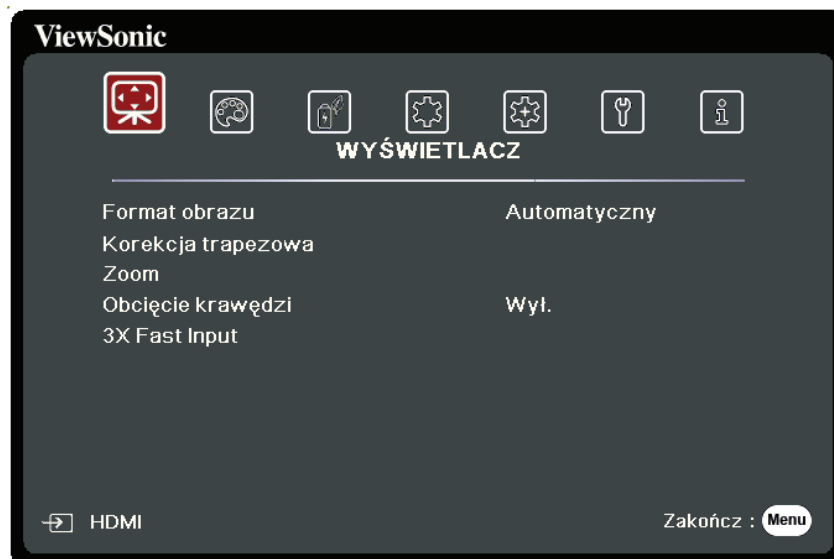 ViewSonic
WYŚWIETLACZ
Format obrazu Automatyczny
Korekcja trapezowa
Zoom
Obcięcie krawędzi Wył.
3X Fast Input
HDMI Zakończ : Menu